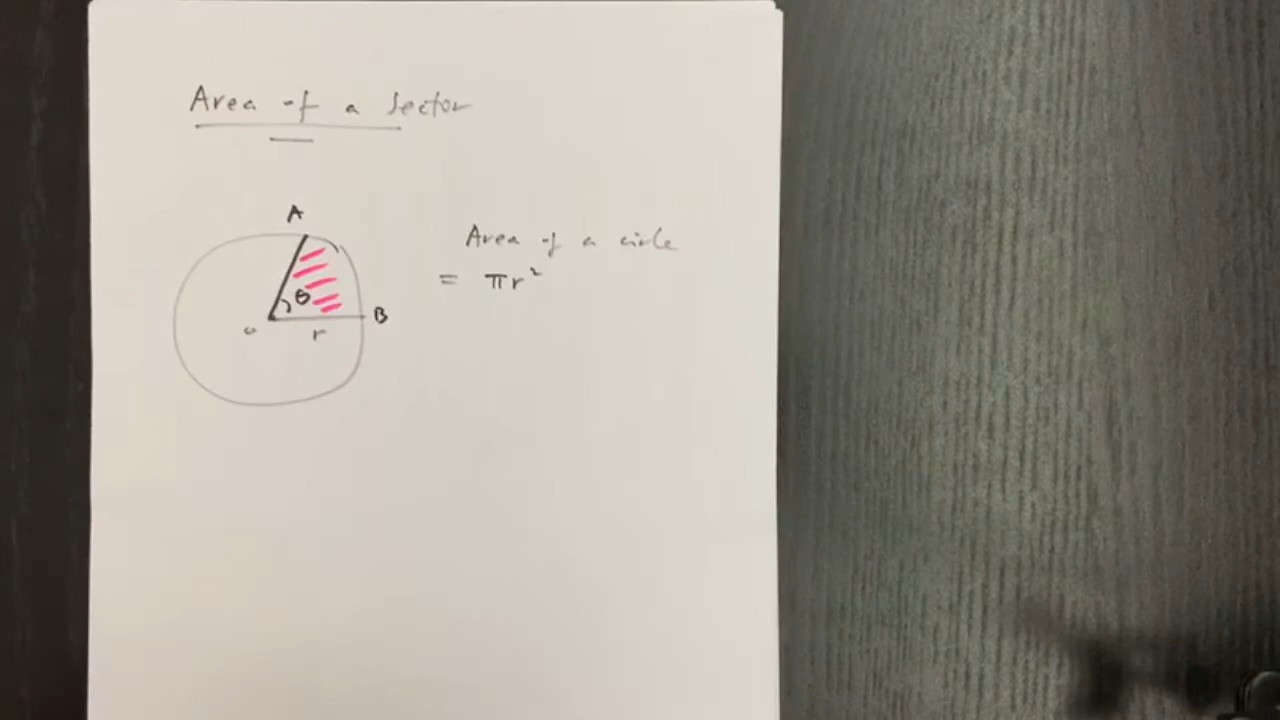 Area of a sector
A
Area of a circle
= πr²
θ
B
o
r